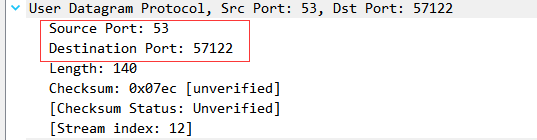 User Datagram Protocol, Src Port: 53, Dst Port: 57122
Source Port: 53
Destination Port: 57122
Length: 140
Checksum: 0x07ec [unverified]
[Checksum Status: Unverified]
[Stream index: 12]